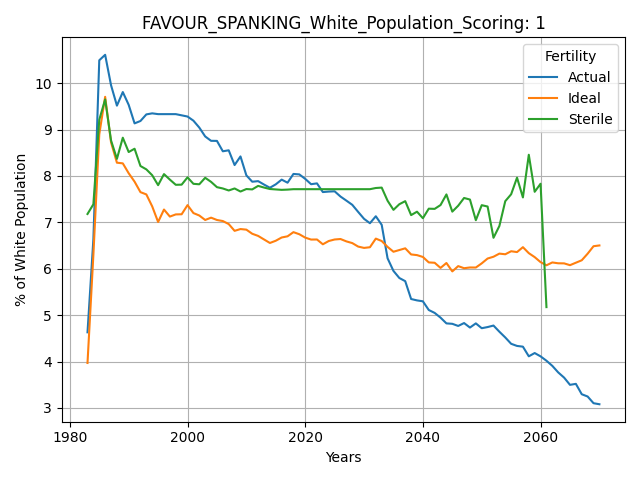 FAVOUR_SPANKING_White_Population_Scoring: 1
Fertility
Actual
Ideal
Sterile
% of White Population
10
9
8
7
6
5
4
3
1980
2000
2020
2040
2060
Years